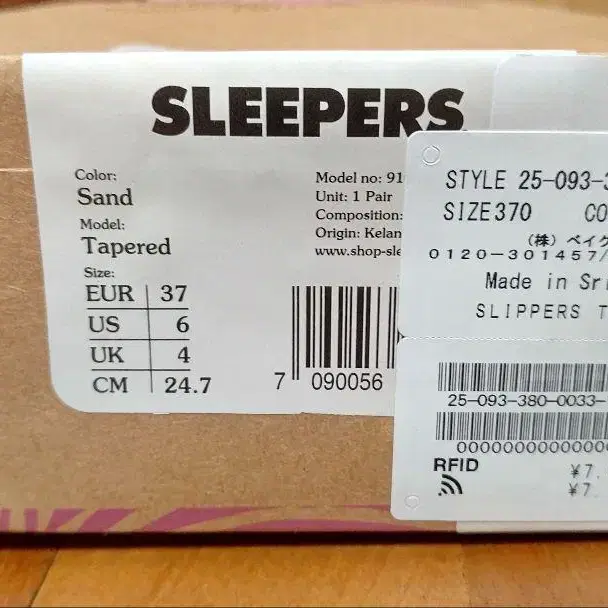 SLEEPERS
Color:
Sand
Model:
Tapered
Size:
EUR 37
US 6
UK 4
CM 24.7
Model no: 91
Unit: 1 Pair
Composition:
Origin: Kelan
www.shop-sle
7 090056
STYLE 25-093-3
SIZE370 CO
(株) ベイク
0120-301457/
Made in Sri
SLIPPERS T
25-093-380-0033-
0000000000000
RFID
¥7.
¥7.